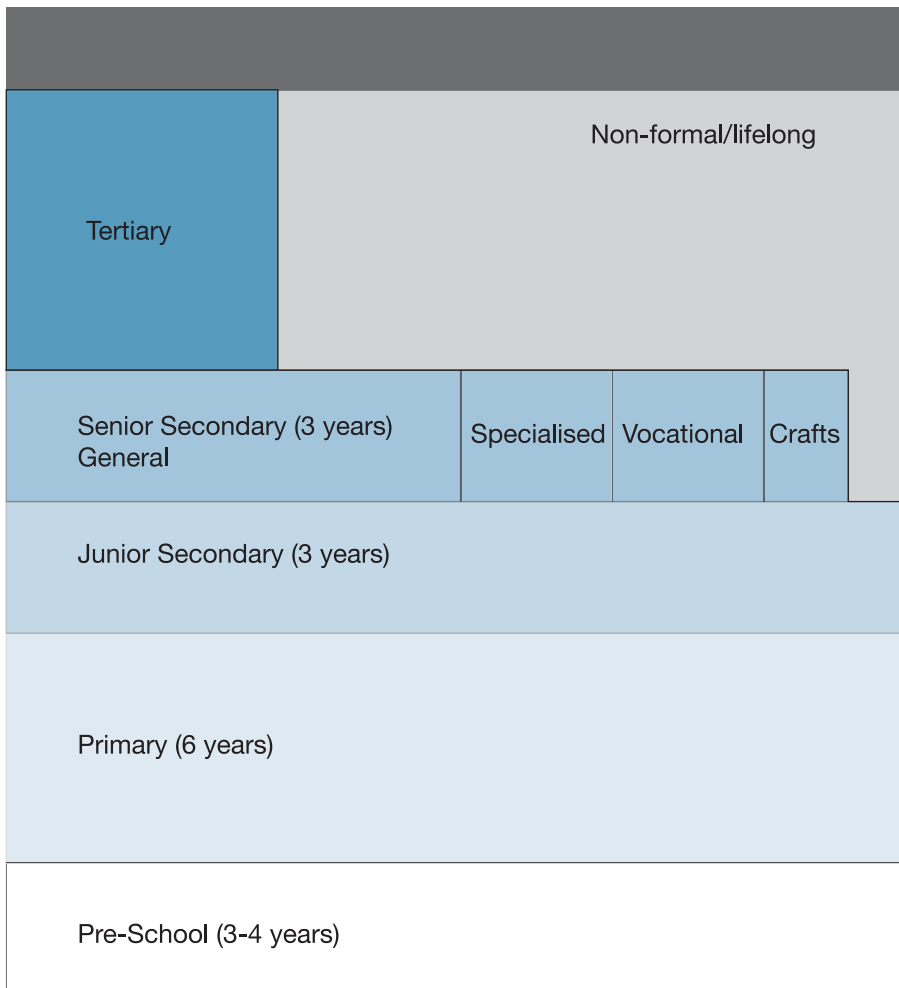 Non-formal/lifelong
Tertiary
Senior Secondary (3 years)
General
Specialised
Vocational
Crafts
Junior Secondary (3 years)
Primary (6 years)
Pre-School (3-4 years)